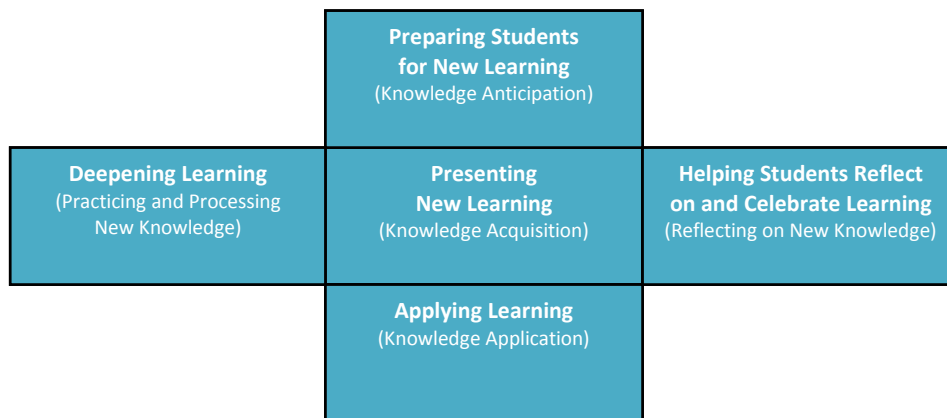 Preparing Students
for New Learning
(Knowledge Anticipation)
Deepening Learning
(Practicing and Processing
New Knowledge)
Presenting
New Learning
(Knowledge Acquisition)
Helping Students Reflect
on and Celebrate Learning
(Reflecting on New Knowledge)
Applying Learning
(Knowledge Application)